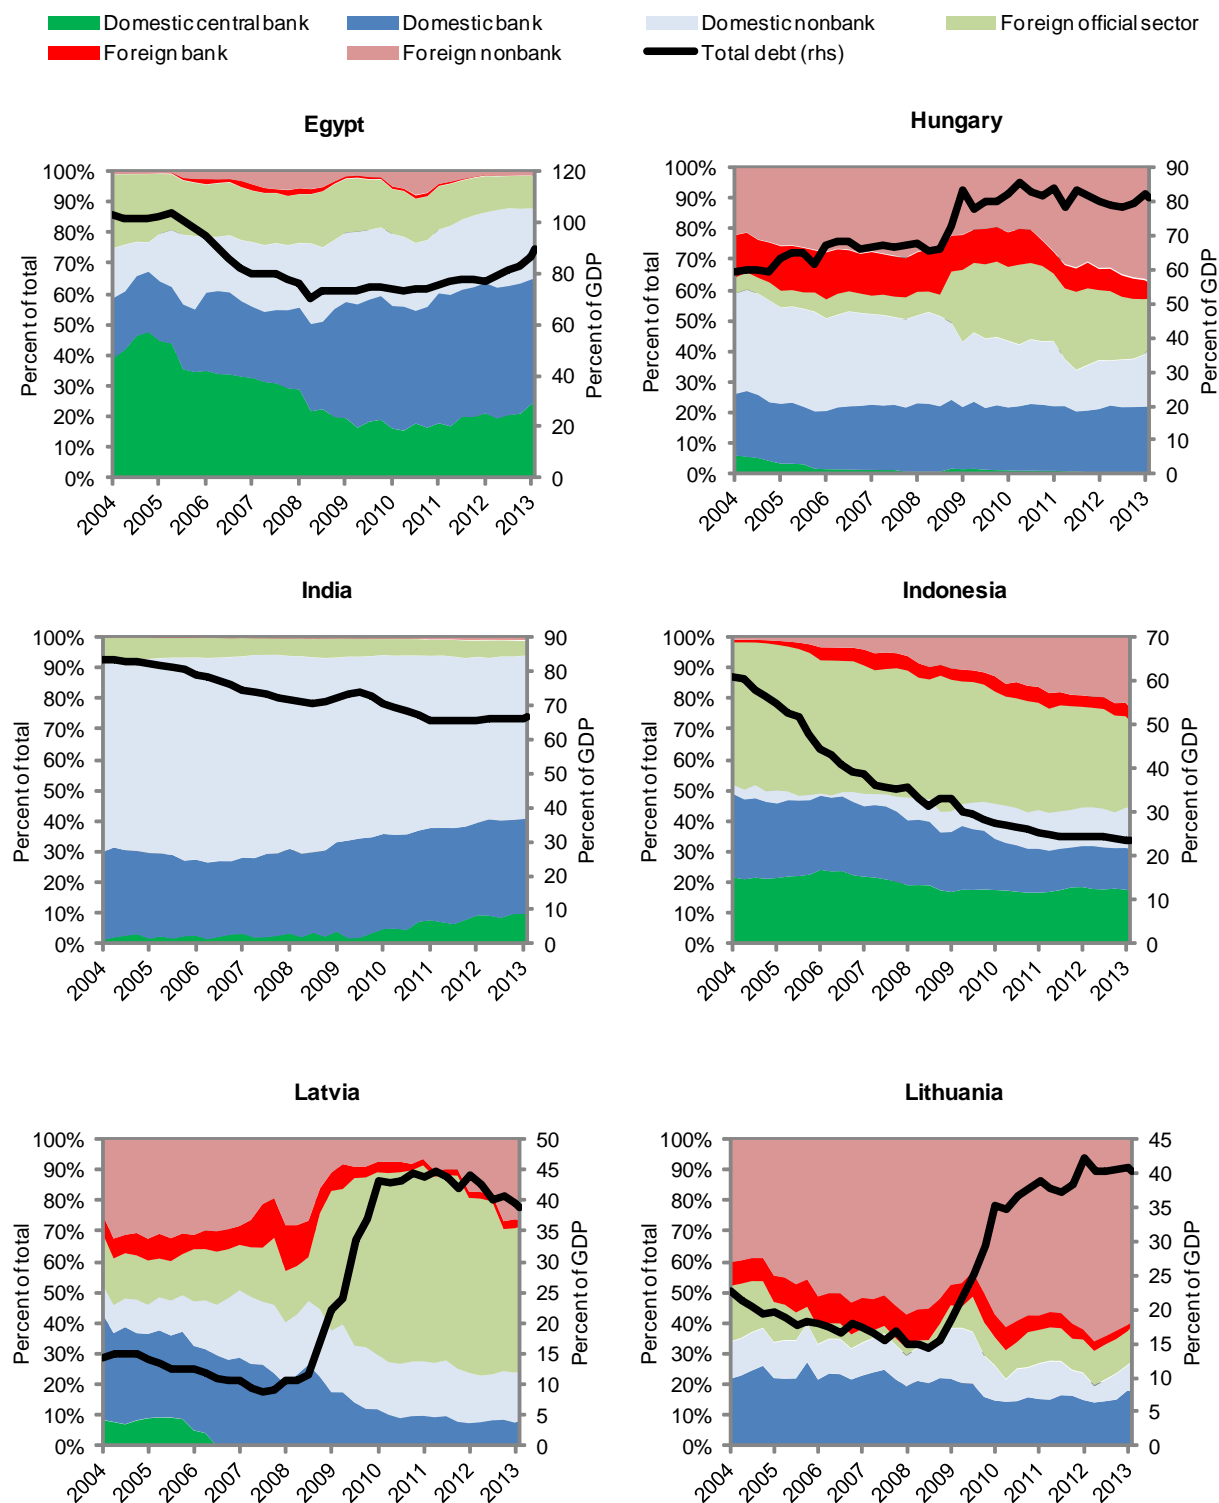 Domestic central bank Domestic bank Domestic nonbank Foreign official sector
Foreign bank Foreign nonbank Total debt (rhs)
Egypt
100% 90% 80% 70% 60% 50% 40% 30% 20% 10% 0%
Percent of total
120 100 80 60 40 20 0
Percent of GDP
2004 2005 2006 2007 2008 2009 2010 2011 2012 2013
Hungary
100% 90% 80% 70% 60% 50% 40% 30% 20% 10% 0%
Percent of total
90 80 70 60 50 40 30 20 10 0
Percent of GDP
2004 2005 2006 2007 2008 2009 2010 2011 2012 2013
India
100% 90% 80% 70% 60% 50% 40% 30% 20% 10% 0%
Percent of total
90 80 70 60 50 40 30 20 10 0
Percent of GDP
2004 2005 2006 2007 2008 2009 2010 2011 2012 2013
Indonesia
100% 90% 80% 70% 60% 50% 40% 30% 20% 10% 0%
Percent of total
70 60 50 40 30 20 10 0
Percent of GDP
2004 2005 2006 2007 2008 2009 2010 2011 2012 2013
Latvia
100% 90% 80% 70% 60% 50% 40% 30% 20% 10% 0%
Percent of total
50 45 40 35 30 25 20 15 10 5 0
Percent of GDP
2004 2005 2006 2007 2008 2009 2010 2011 2012 2013
Lithuania
100% 90% 80% 70% 60% 50% 40% 30% 20% 10% 0%
Percent of total
45 40 35 30 25 20 15 10 5 0
Percent of GDP
2004 2005 2006 2007 2008 2009 2010 2011 2012 2013